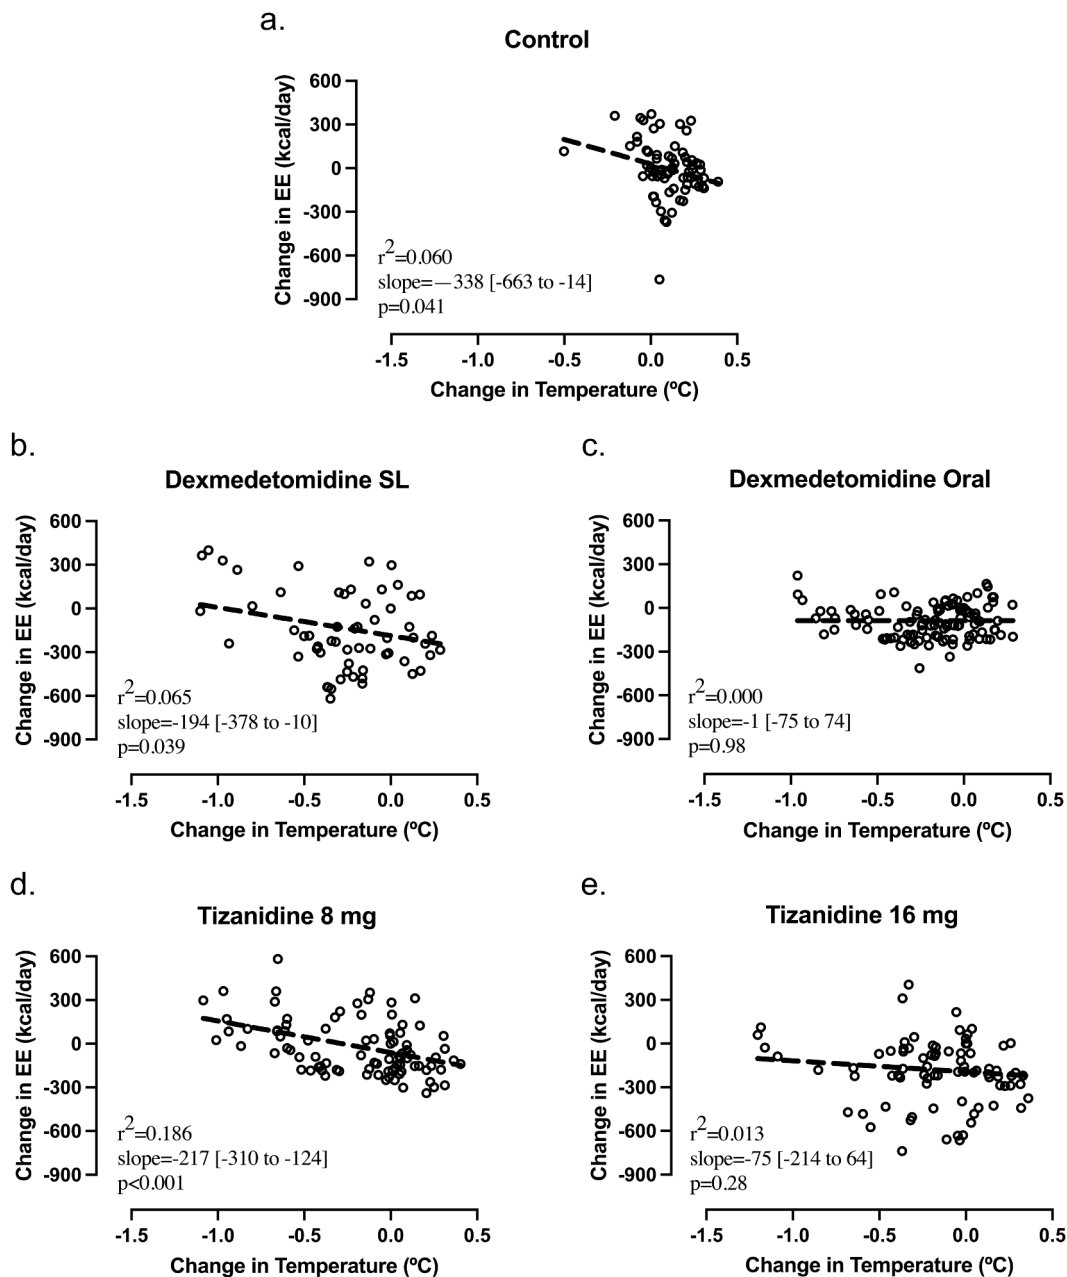 a.
Control
Change in EE (kcal/day)
600
300
0
-300
-600
-900
r2=0.060
slope=—338 [-663 to -14]
p=0.041
-1.5 -1.0 -0.5 0.0 0.5
Change in Temperature (ºC)
b.
Dexmedetomidine SL
Change in EE (kcal/day)
600
300
0
-300
-600
-900
r2=0.065
slope=-194 [-378 to -10]
p=0.039
-1.5 -1.0 -0.5 0.0 0.5
Change in Temperature (ºC)
c.
Dexmedetomidine Oral
Change in EE (kcal/day)
600
300
0
-300
-600
-900
r2=0.000
slope=-1 [-75 to 74]
p=0.98
-1.5 -1.0 -0.5 0.0 0.5
Change in Temperature (ºC)
d.
Tizanidine 8 mg
Change in EE (kcal/day)
600
300
0
-300
-600
-900
r2=0.186
slope=-217 [-310 to -124]
p<0.001
-1.5 -1.0 -0.5 0.0 0.5
Change in Temperature (ºC)
e.
Tizanidine 16 mg
Change in EE (kcal/day)
600
300
0
-300
-600
-900
r2=0.013
slope=-75 [-214 to 64]
p=0.28
-1.5 -1.0 -0.5 0.0 0.5
Change in Temperature (ºC)